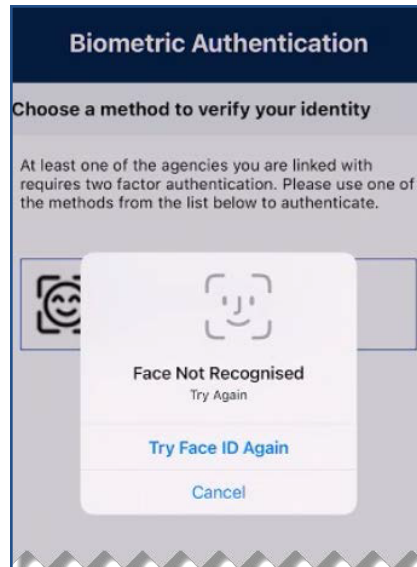 Biometric Authentication
Choose a method to verify your identity
At least one of the agencies you are linked with
requires two factor authentication. Please use one of
the methods from the list below to authenticate.
Face Not Recognised
Try Again
Try Face ID Again
Cancel